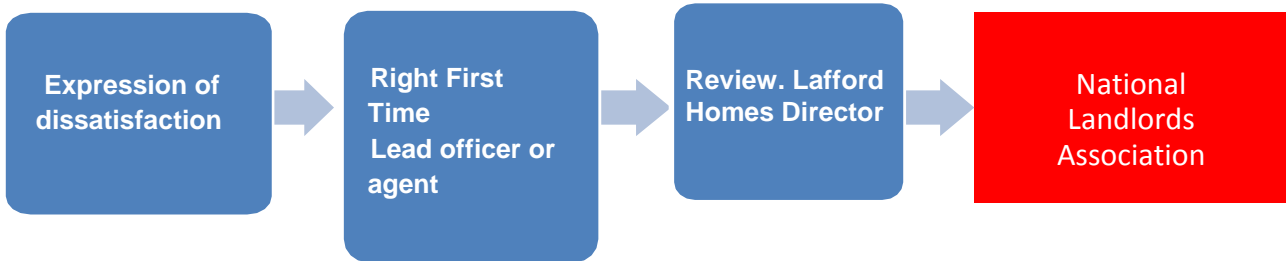 Expression of
dissatisfaction
Right First
Time
Lead officer or
agent
Review. Lafford
Homes Director
National
Landlords
Association